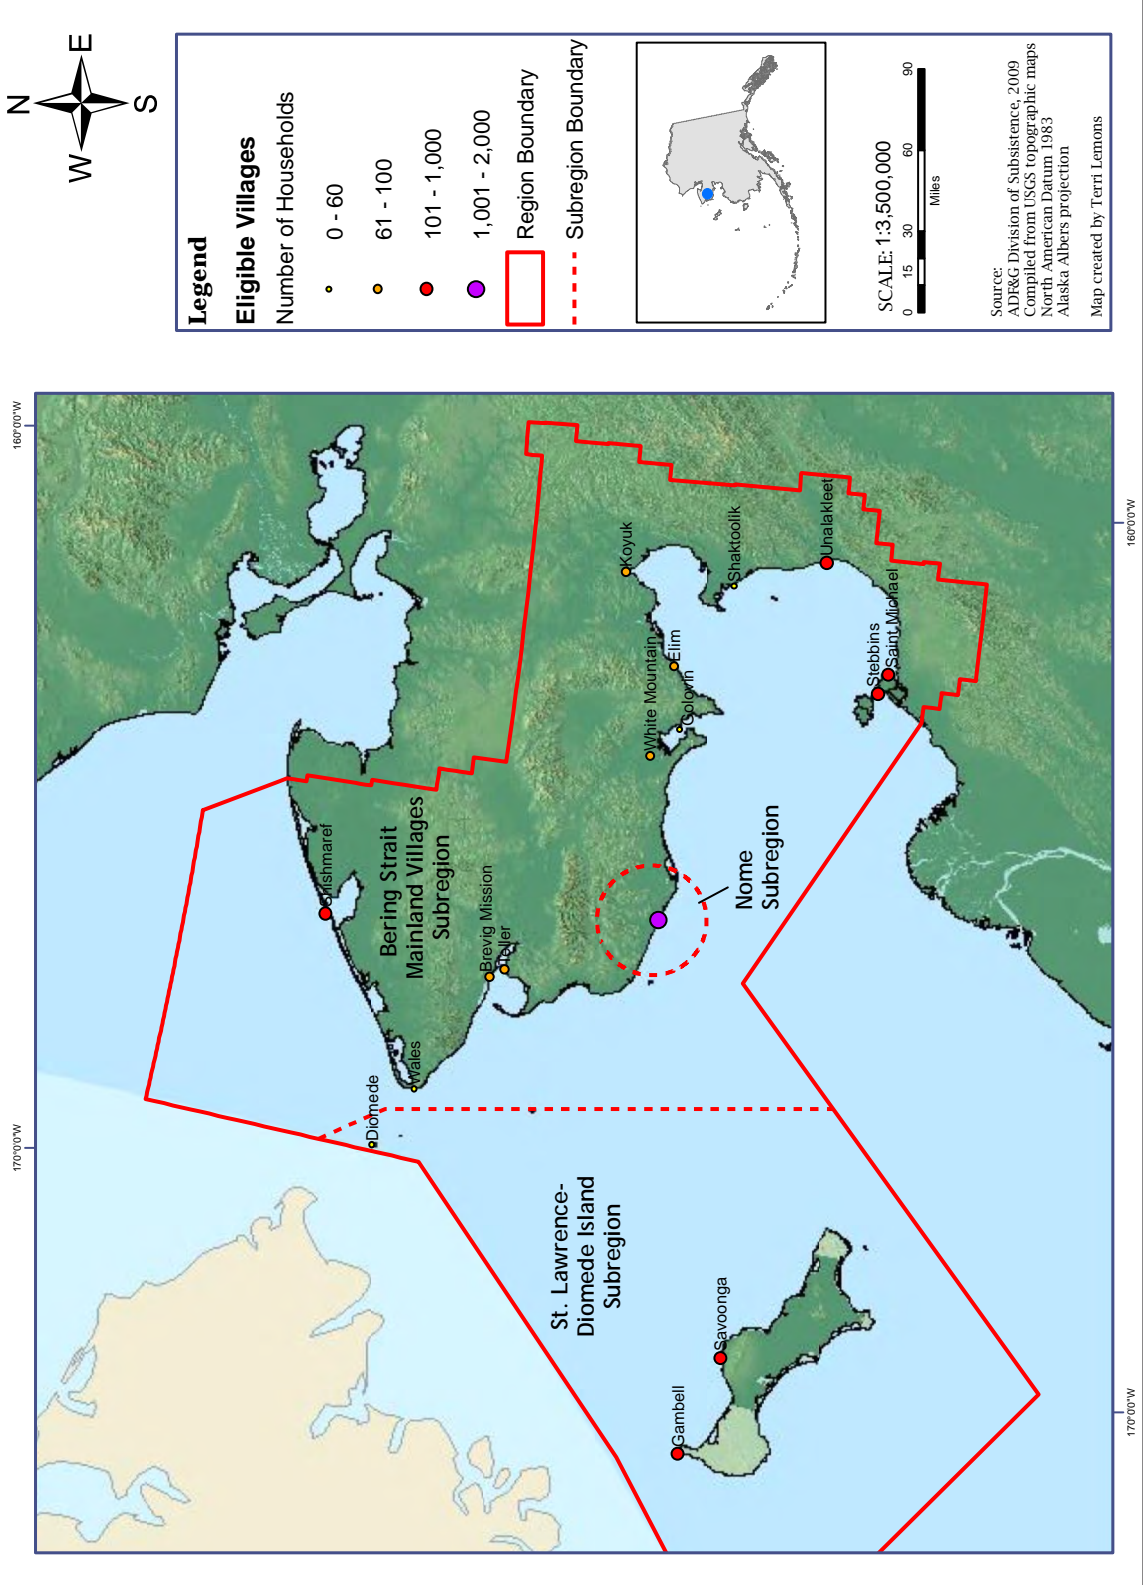 N
W
E
S
Legend
Eligible Villages
Number of Households
0 - 60
61 - 100
101 - 1,000
1,001 - 2,000
Region Boundary
Subregion Boundary
SCALE: 1:3,500,000
0 15 30 60 90
Miles
Source:
ADF&G Division of Subsistence, 2009
Compiled from USGS topographic maps
North American Datum 1983
Alaska Albers projection
Map created by Terri Lemons
170°0'0"W
160°0'0"W
Shishmaref
Bering Strait
Mainland Villages
Subregion
Diomede
Wales
Brevig Mission
Teller
Koyuk
White Mountain
Elim
Golovin
Shaktoolik
Unalakleet
Nome
Subregion
Stebbins
Saint Michael
St. Lawrence-
Diomede Island
Subregion
Gambell
Savoonga
170°0'0"W
160°0'0"W